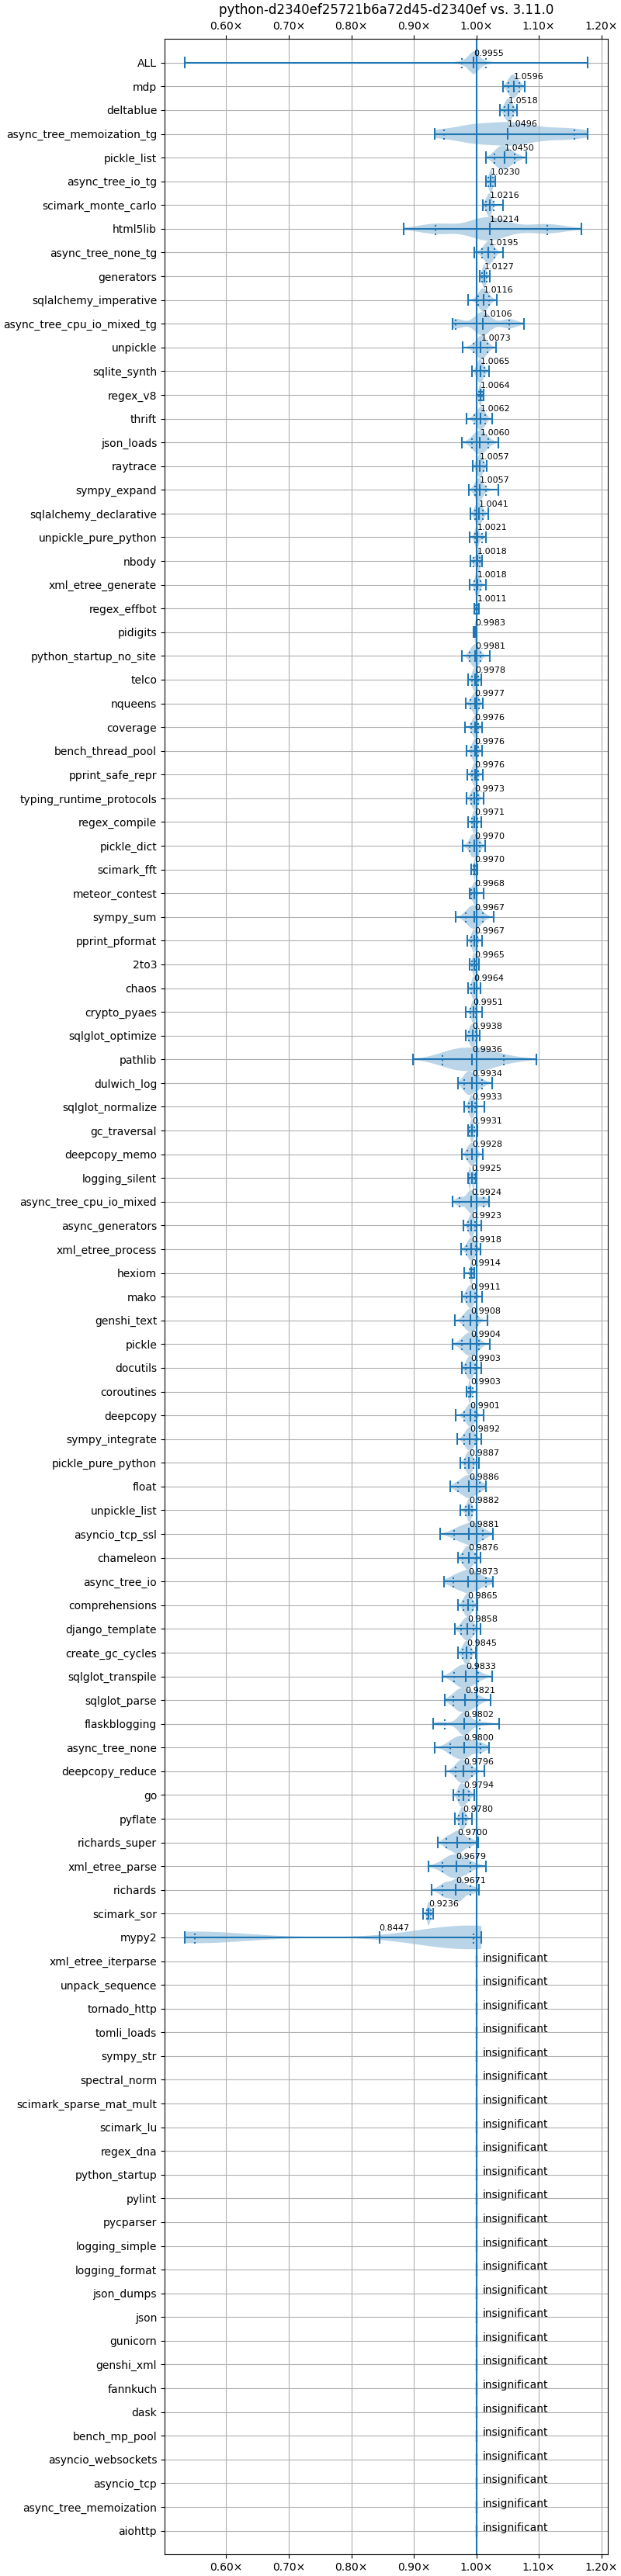 python-d2340ef25721b6a72d45-d2340ef vs. 3.11.0
0.60× 0.70× 0.80× 0.90× 1.00× 1.10× 1.20×
ALL 0.9955
mdp 1.0596
deltablue 1.0518
async_tree_memoization_tg 1.0496
pickle_list 1.0450
async_tree_io_tg 1.0230
scimark_monte_carlo 1.0216
html5lib 1.0214
async_tree_none_tg 1.0195
generators 1.0127
sqlalchemy_imperative 1.0116
async_tree_cpu_io_mixed_tg 1.0106
unpickle 1.0073
sqlite_synth 1.0065
regex_v8 1.0064
thrift 1.0062
json_loads 1.0060
raytrace 1.0057
sympy_expand 1.0057
sqlalchemy_declarative 1.0041
unpickle_pure_python 1.0021
nbody 1.0018
xml_etree_generate 1.0018
regex_effbot 1.0011
pidigits 0.9983
python_startup_no_site 0.9981
telco 0.9978
nqueens 0.9977
coverage 0.9976
bench_thread_pool 0.9976
pprint_safe_repr 0.9976
typing_runtime_protocols 0.9973
regex_compile 0.9971
pickle_dict 0.9970
scimark_fft 0.9970
meteor_contest 0.9968
sympy_sum 0.9967
pprint_pformat 0.9967
2to3 0.9965
chaos 0.9964
crypto_pyaes 0.9951
sqlglot_optimize 0.9938
pathlib 0.9936
dulwich_log 0.9934
sqlglot_normalize 0.9933
gc_traversal 0.9931
deepcopy_memo 0.9928
logging_silent 0.9925
async_tree_cpu_io_mixed 0.9924
async_generators 0.9923
xml_etree_process 0.9918
hexiom 0.9914
mako 0.9911
genshi_text 0.9908
pickle 0.9904
docutils 0.9903
coroutines 0.9903
deepcopy 0.9901
sympy_integrate 0.9892
pickle_pure_python 0.9887
float 0.9886
unpickle_list 0.9882
asyncio_tcp_ssl 0.9881
chameleon 0.9876
async_tree_io 0.9873
comprehensions 0.9865
django_template 0.9858
create_gc_cycles 0.9845
sqlglot_transpile 0.9833
sqlglot_parse 0.9821
flaskblogging 0.9802
async_tree_none 0.9800
deepcopy_reduce 0.9796
go 0.9794
pyflate 0.9780
richards_super 0.9700
xml_etree_parse 0.9679
richards 0.9671
scimark_sor 0.9236
mypy2 0.8447
xml_etree_iterparse insignificant
unpack_sequence insignificant
tornado_http insignificant
tomli_loads insignificant
sympy_str insignificant
spectral_norm insignificant
scimark_sparse_mat_mult insignificant
scimark_lu insignificant
regex_dna insignificant
python_startup insignificant
pylint insignificant
pycparser insignificant
logging_simple insignificant
logging_format insignificant
json_dumps insignificant
json insignificant
gunicorn insignificant
genshi_xml insignificant
fannkuch insignificant
dask insignificant
bench_mp_pool insignificant
asyncio_websockets insignificant
asyncio_tcp insignificant
async_tree_memoization insignificant
aiohttp insignificant
0.60× 0.70× 0.80× 0.90× 1.00× 1.10× 1.20×